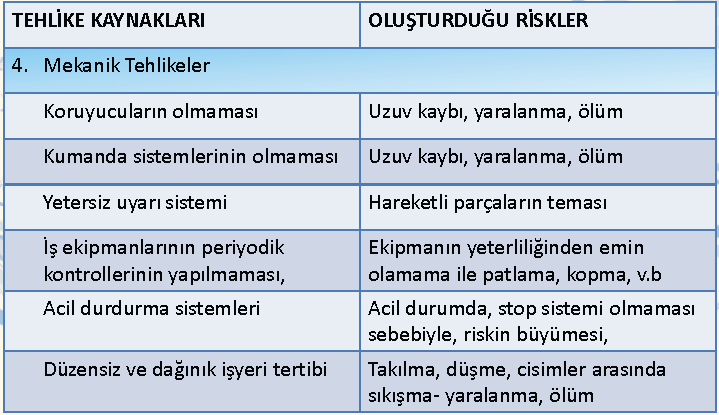 TEHLİKE KAYNAKLARI OLUŞTURDUĞU RİSKLER
4. Mekanik Tehlikeler
Koruyucuların olmaması Uzuv kaybı, yaralanma, ölüm
Kumanda sistemlerinin olmaması Uzuv kaybı, yaralanma, ölüm
Yetersiz uyarı sistemi Hareketli parçaların teması
İş ekipmanlarının periyodik
kontrollerinin yapılmaması,
Ekipmanın yeterliliğinden emin
olamama ile patlama, kopma, v.b
Acil durdurma sistemleri
Acil durumda, stop sistemi olmaması
sebebiyle, riskin büyümesi,
Düzensiz ve dağınık işyeri tertibi
Takılma, düşme, cisimler arasında
sıkışma- yaralanma, ölüm